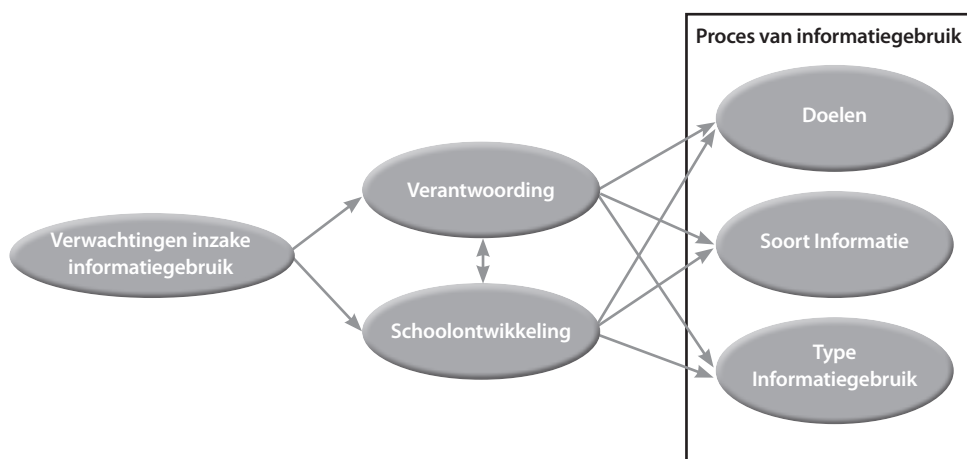 Proces van informatiegebruik
Doelen
Verantwoording
Verwachtingen inzake
informatiegebruik
Soort Informatie
Schoolontwikkeling
Type
Informatiegebruik